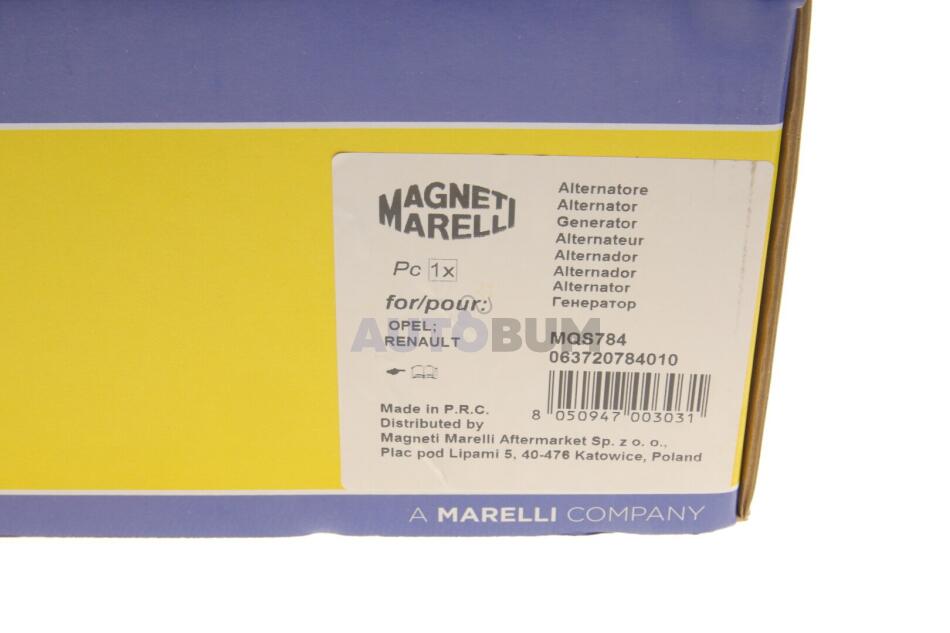 MAGNETI
MARELLI
Pc 1x
for/pour:
OPEL;
RENAULT
Alternatore
Alternator
Generator
Alternateur
Alternador
Alternador
Alternator
Генератор
AUTOBUM
MQS784
063720784010
8 050947 003031
Made in P.R.C.
Distributed by
Magneti Marelli Aftermarket Sp. z o. o.,
Plac pod Lipami 5, 40-476 Katowice, Poland
A MARELLI COMPANY